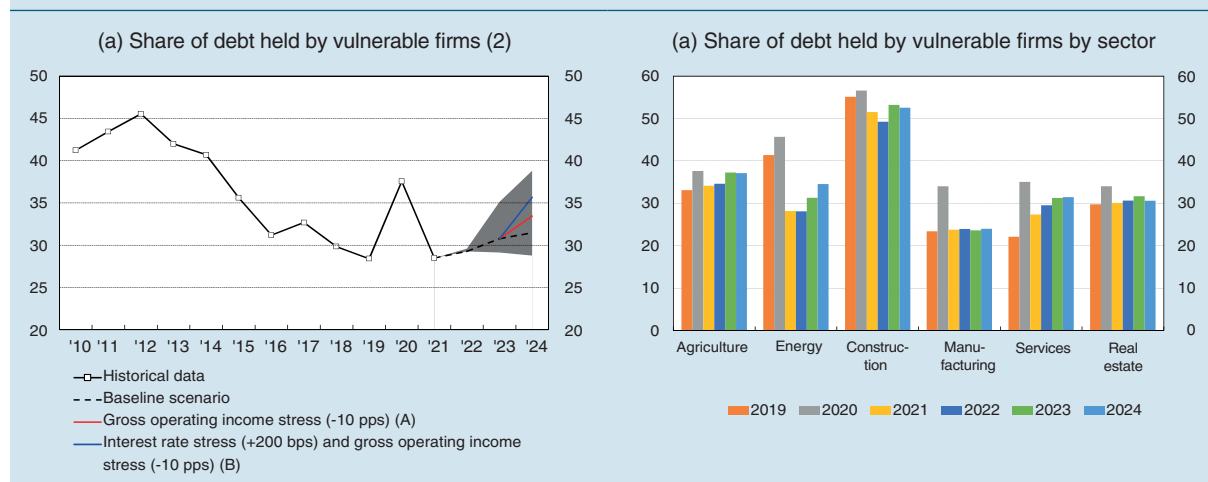 (a) Share of debt held by vulnerable firms (2)
50
45
40
35
30
25
20
50
45
40
35
30
25
20
'10 '11 '12 '13 '14 '15 '16 '17 '18 '19 '20 '21 '22 '23 '24
Historical data
Baseline scenario
Gross operating income stress (-10 pps) (A)
Interest rate stress (+200 bps) and gross operating income
stress (-10 pps) (B)
(a) Share of debt held by vulnerable firms by sector
60
50
40
30
20
10
0
60
50
40
30
20
10
0
Agriculture Energy Construc- Manu- Services Real
tion facturing estate
2019 2020 2021 2022 2023 2024